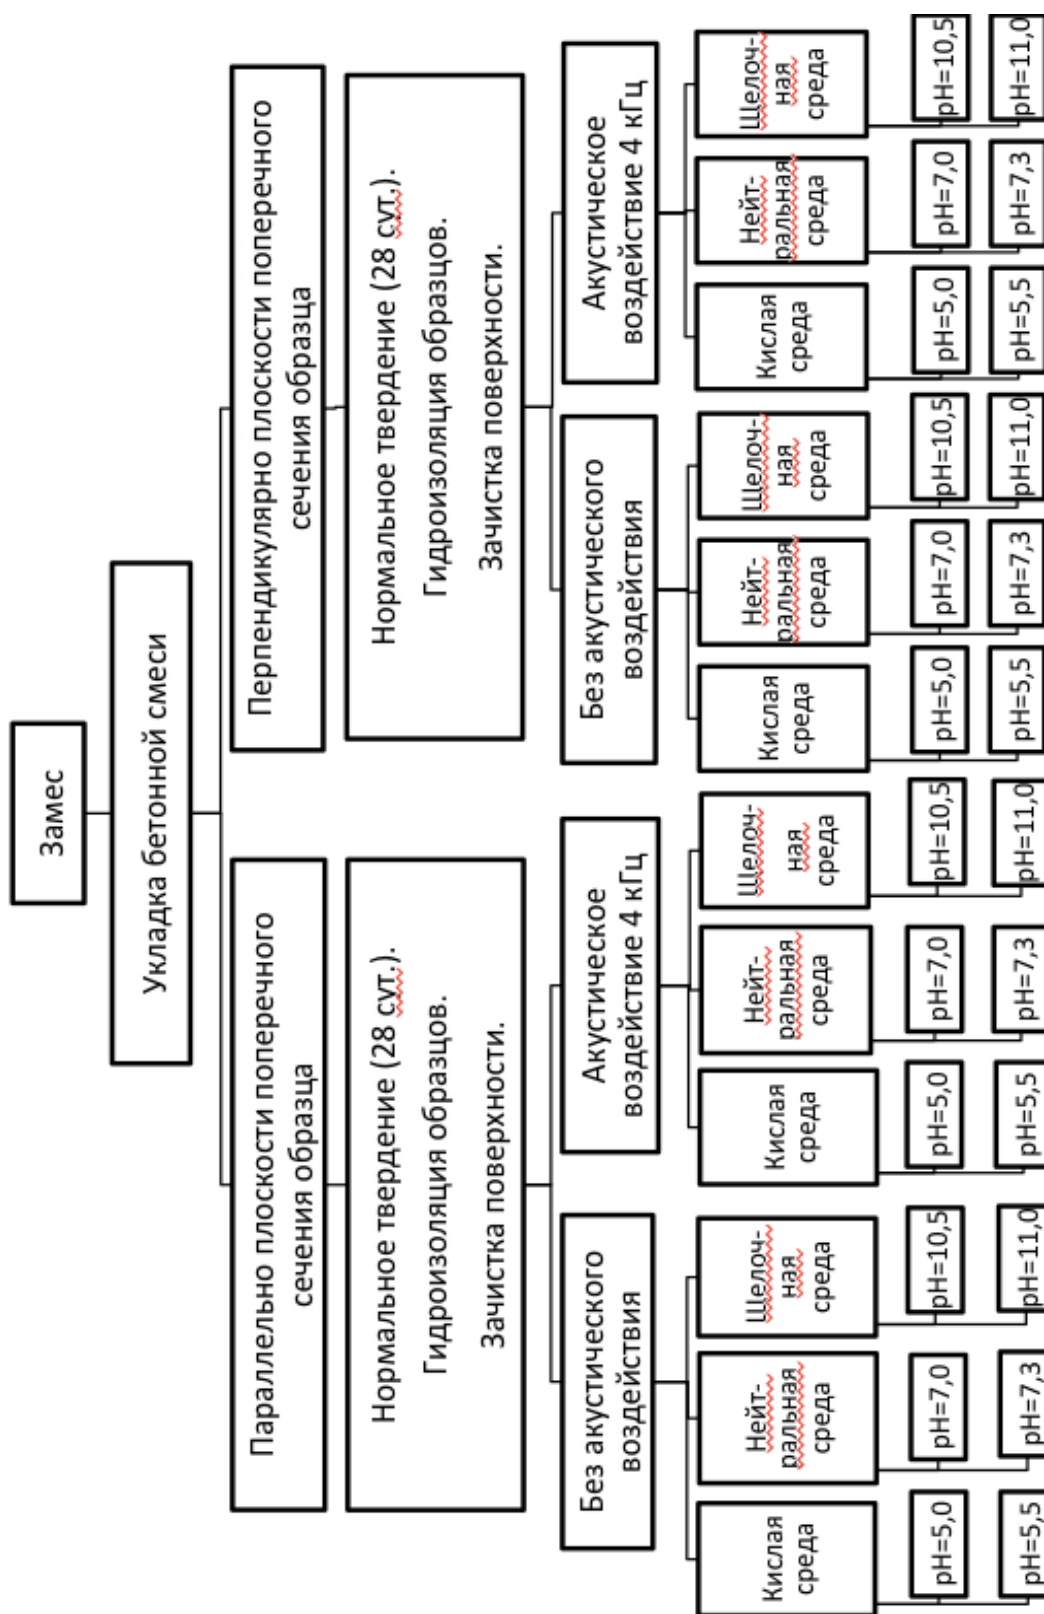 Замес
Укладка бетонной смеси
Параллельно плоскости поперечного
сечения образца
Перпендикулярно плоскости поперечного
сечения образца
Нормальное твердение (28 сут.).
Гидроизоляция образцов.
Зачистка поверхности.
Нормальное твердение (28 сут.).
Гидроизоляция образцов.
Зачистка поверхности.
Без акустического
воздействия
Акустическое
воздействие 4 кГц
Без акустического
воздействия
Акустическое
воздействие 4 кГц
Кислая
среда
Нейт-
ральная
среда
Щелоч-
ная
среда
Кислая
среда
Нейт-
ральная
среда
Щелоч-
ная
среда
Кислая
среда
Нейт-
ральная
среда
Щелоч-
ная
среда
Кислая
среда
Нейт-
ральная
среда
Щелоч-
ная
среда
pH=5,0
pH=7,0
pH=10,5
pH=5,0
pH=7,0
pH=10,5
pH=5,0
pH=7,0
pH=10,5
pH=5,0
pH=7,0
pH=10,5
pH=5,5
pH=7,3
pH=11,0
pH=5,5
pH=7,3
pH=11,0
pH=5,5
pH=7,3
pH=11,0
pH=5,5
pH=7,3
pH=11,0